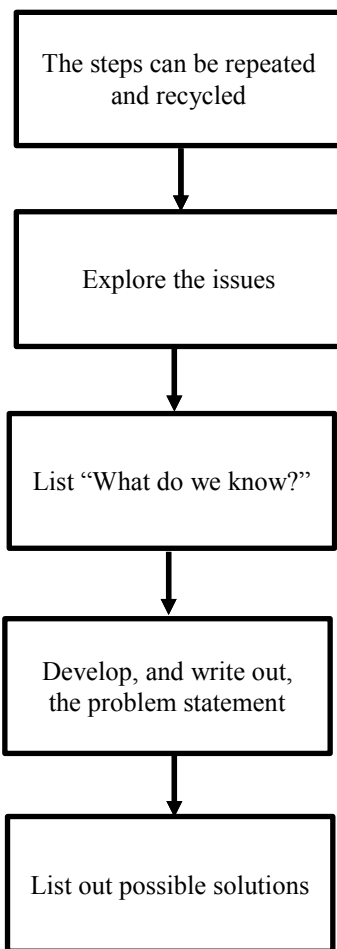 The steps can be repeated
and recycled
Explore the issues
List “What do we know?”
Develop, and write out,
the problem statement
List out possible solutions